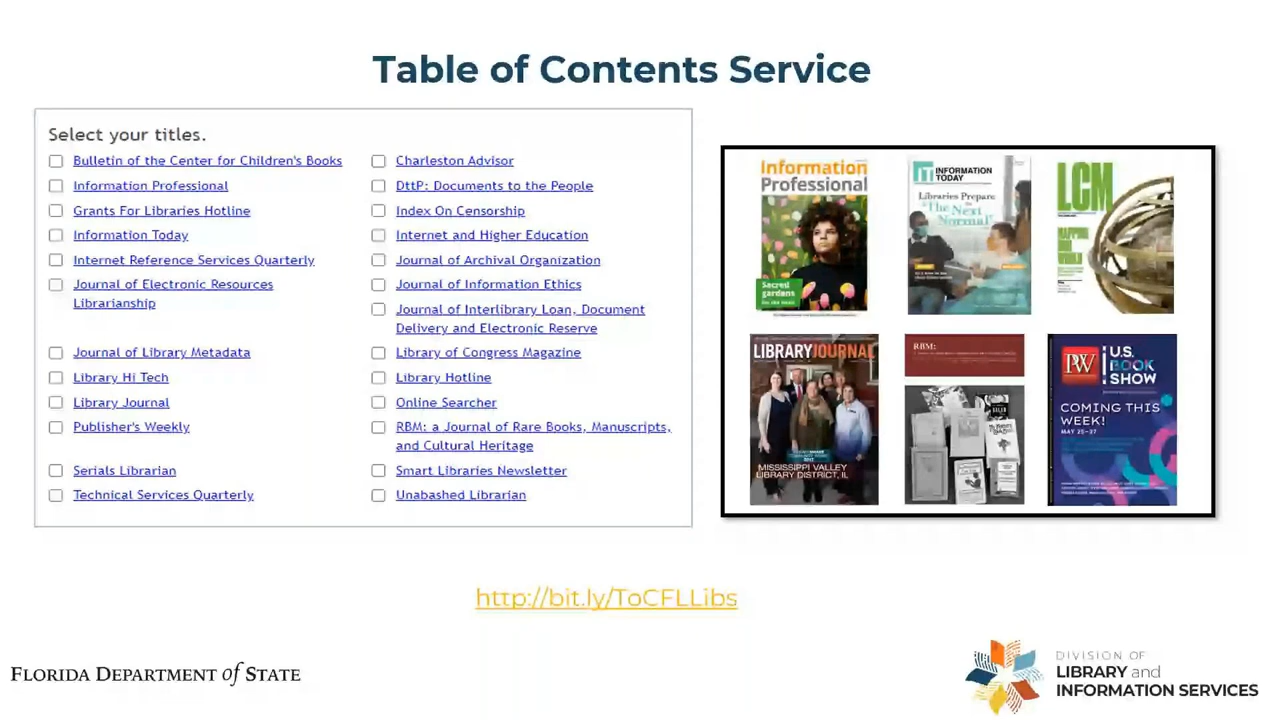 Table of Contents Service
Select your titles.
Bulletin of the Center for Children's Books
Information Professional
Grants For Libraries Hotline
Information Today
Internet Reference Services Quarterly
Journal of Electronic Resources
Librarianship
Journal of Library Metadata
Library Hi Tech
Library Journal
Publisher's Weekly
Serials Librarian
Technical Services Quarterly
Charleston Advisor
DttP: Documents to the People
Index On Censorship
Internet and Higher Education
Journal of Archival Organization
Journal of Information Ethics
Journal of Interlibrary Loan, Document
Delivery and Electronic Reserve
Library of Congress Magazine
Library Hotline
Online Searcher
RBM: a Journal of Rare Books, Manuscripts,
and Cultural Heritage
Smart Libraries Newsletter
Unabashed Librarian
Information
Professional
Sacred
gardens
INFORMATION
TODAY
Libraries Prepare
"The Next
Normal"
LCM
MAPPING
WORLD
LIBRARYJOURNAL
MISSISSIPPI VALLEY
LIBRARY DISTRICT, IL
RBM:
PW
U.S.
BOOK
SHOW
COMING THIS
WEEK!
MAY 25-27
http://bit.ly/ToCFLLibs
FLORIDA DEPARTMENT of STATE
DIVISION OF
LIBRARY and
INFORMATION SERVICES